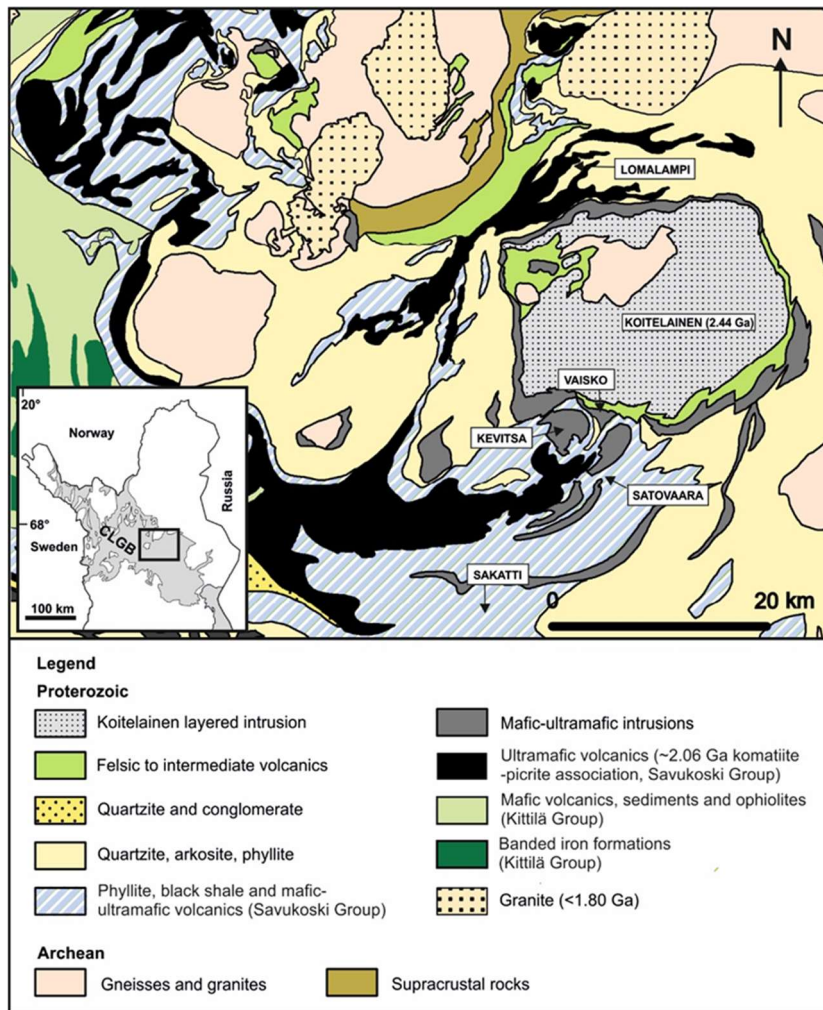 N
LOMALAMPI
KOITELAINEN (2.44 Ga)
VAISKO
KEVITSA
SATOVAARA
SAKATTI
0 20 km
20°
Norway
Russia
68°
Sweden
CLGB
100 km
Legend
Proterozoic
Koitelainen layered intrusion
Felsic to intermediate volcanics
Quartzite and conglomerate
Quartzite, arkosite, phyllite
Phyllite, black shale and mafic-
ultramafic volcanics (Savukoski Group)
Mafic-ultramafic intrusions
Ultramafic volcanics (~2.06 Ga komatiite
-picrite association, Savukoski Group)
Mafic volcanics, sediments and ophiolites
(Kittilä Group)
Banded iron formations
(Kittilä Group)
Granite (<1.80 Ga)
Archean
Gneisses and granites
Supracrustal rocks